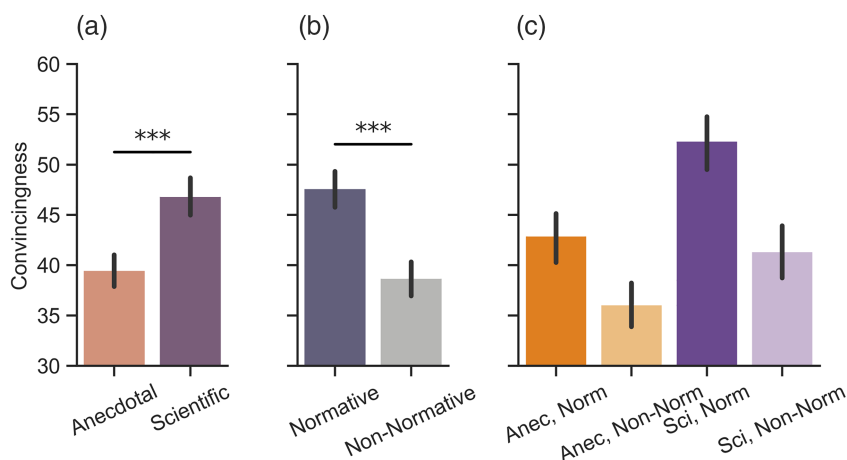 (a)
(b)
(c)
Convincingness
60
55
50
45
40
35
30
***
***
Anecdotal
Scientific
Normative
Non-Normative
Anec, Norm
Anec, Non-Norm
Sci, Norm
Sci, Non-Norm